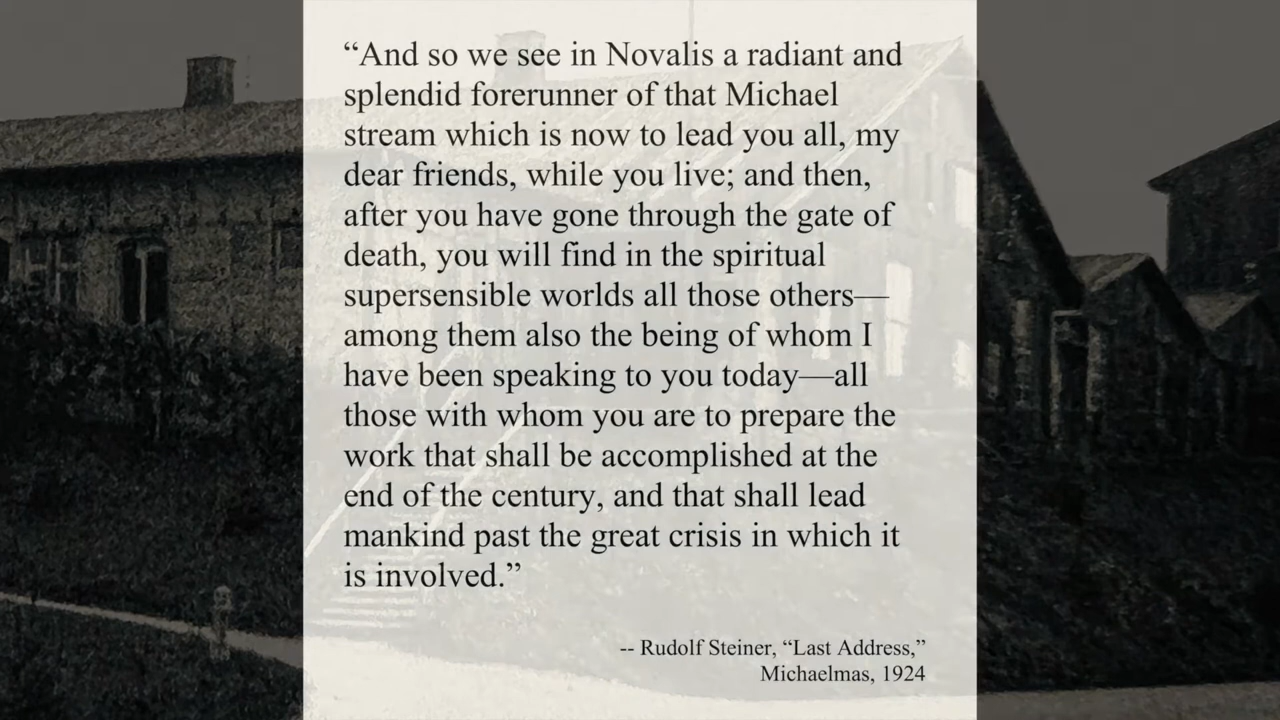 “And so we see in Novalis a radiant and
splendid forerunner of that Michael
stream which is now to lead you all, my
dear friends, while you live; and then,
after you have gone through the gate of
death, you will find in the spiritual
supersensible worlds all those others—
among them also the being of whom I
have been speaking to you today—all
those with whom you are to prepare the
work that shall be accomplished at the
end of the century, and that shall lead
mankind past the great crisis in which it
is involved.”
-- Rudolf Steiner, “Last Address,”
Michaelmas, 1924